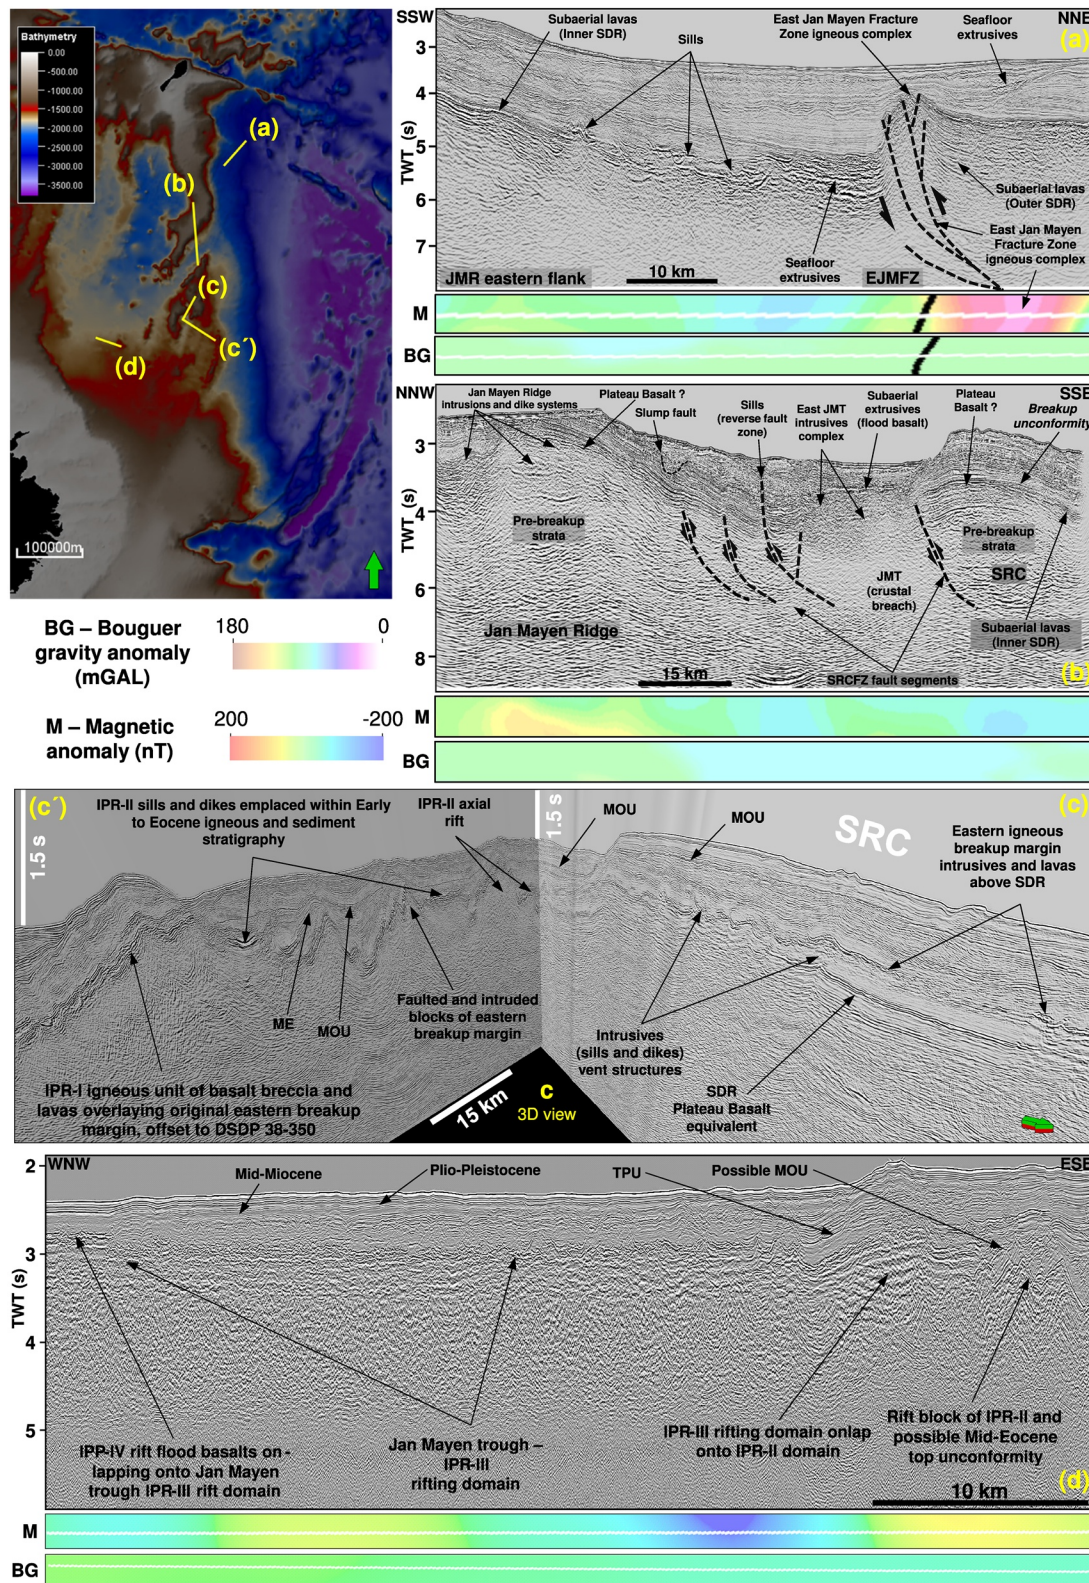 Bathymetry
0.00
-500.00
-1000.00
-1500.00
-2000.00
-2500.00
-3000.00
-3500.00
(a)
(b)
(c)
(c´)
(d)
100000m
BG – Bouguer
gravity anomaly
(mGAL)
180
0
M – Magnetic
anomaly (nT)
200
-200
SSW
NNE
(a)
Subaerial lavas
(Inner SDR)
Sills
East Jan Mayen Fracture
Zone igneous complex
Seafloor
extrusives
3
4
5
6
7
TWT (s)
Subaerial lavas
(Outer SDR)
East Jan Mayen
Fracture Zone
igneous complex
Seafloor
extrusives
JMR eastern flank
10 km
EJMFZ
M
BG
NNW
SSE
Jan Mayen Ridge
intrusions and dike systems
Plateau Basalt ?
Slump fault
Sills
(reverse fault
zone)
East JMT
intrusives
complex
Subaerial
extrusives
(flood basalt)
Plateau
Basalt ?
Breakup
unconformity
3
4
6
8
TWT (s)
Pre-breakup
strata
Pre-breakup
strata
SRC
JMT
(crustal
breach)
Jan Mayen Ridge
Subaerial lavas
(Inner SDR)
15 km
SRCFZ fault segments
(b)
M
BG
(c´)
1.5 s
IPR-II sills and dikes emplaced within Early
to Eocene igneous and sediment
stratigraphy
IPR-II axial
rift
1.5 s
MOU
MOU
SRC
(c)
Eastern igneous
breakup margin
intrusives and lavas
above SDR
ME
MOU
Faulted and intruded
blocks of eastern
breakup margin
Intrusives
(sills and dikes)
vent structures
IPR-I igneous unit of basalt breccia and
lavas overlaying original eastern breakup
margin, offset to DSDP 38-350
15 km
c
3D view
SDR
Plateau Basalt
equivalent
WNW
ESE
2
3
4
5
TWT (s)
Mid-Miocene
Plio-Pleistocene
TPU
Possible MOU
IPP-IV rift flood basalts on -
lapping onto Jan Mayen
trough IPR-III rift domain
Jan Mayen trough –
IPR-III
rifting domain
IPR-III rifting domain onlap
onto IPR-II domain
Rift block of IPR-II and
possible Mid-Eocene
top unconformity
(d)
10 km
M
BG